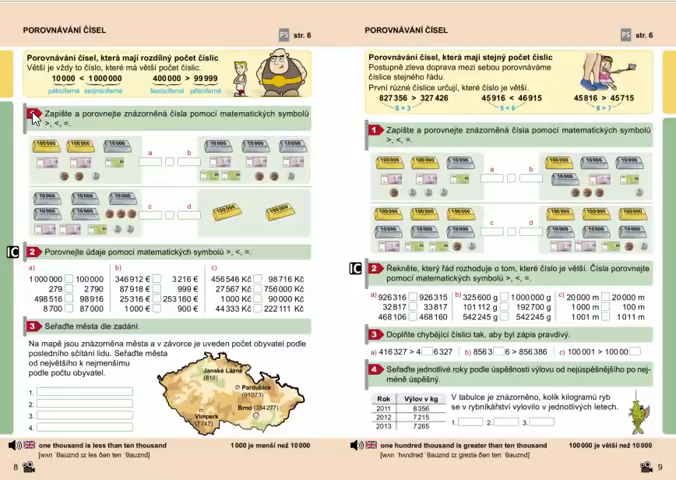 POROVNÁVÁNÍ ČÍSEL
PS str. 6
Porovnávání čísel, která mají rozdílný počet číslic
Větší je vždy to číslo, které má větší počet číslic.
10 000 < 1 000 000 400 000 > 99 999
pěticiferné sedmiciferné šesticiferné pěticiferné
1 Zapište a porovnejte znázorněná čísla pomocí matematických symbolů
>, <, =.
a b
c d
2 Porovnejte údaje pomocí matematických symbolů >, <, =.
a) b) c)
1 000 000 100 000 346 912 € 3 216 € 456 546 Kč 98 716 Kč
279 2 790 87 918 € 999 € 27 567 Kč 756 000 Kč
498 516 98 916 25 316 € 253 160 € 1 000 Kč 90 000 Kč
8 700 87 000 1 000 € 900 € 44 333 Kč 222 111 Kč
3 Seřaďte města dle zadání.
Na mapě jsou znázorněna města a v závorce je uveden počet obyvatel podle
posledního sčítání lidu. Seřaďte města
od největšího k nejmenšímu
podle počtu obyvatel.
1.
2.
3.
4.
Janské Lázně
(818)
Pardubice
(91073)
Brno (384277)
Vimperk
(7747)
one thousand is less than ten thousand 1 000 je menší než 10 000
8
POROVNÁVÁNÍ ČÍSEL
PS str. 6
Porovnávání čísel, která mají stejný počet číslic
Postupně zleva doprava mezi sebou porovnáváme
číslice stejného řádu.
První různé číslice určují, které číslo je větší.
827 356 > 327 426 45 916 < 46 915 45 816 > 45 715
8 > 3 5 < 6 8 > 7
1 Zapište a porovnejte znázorněná čísla pomocí matematických symbolů
>, <, =.
a b
c d
2 Řekněte, který řád rozhoduje o tom, které číslo je větší. Čísla porovnejte
pomocí matematických symbolů >, <, =.
a) 926 316 926 315 b) 325 600 g 1 000 000 g c) 20 000 m 20 000 m
32 817 33 817 101 112 g 192 700 g 1 000 m 100 m
468 106 468 160 542 245 g 542 245 g 1 001 m 1 011 m
3 Doplňte chybějící číslici tak, aby byl zápis pravdivý.
a) 416 327 > 4 6 327 b) 856 3 6 > 856 386 c) 100 001 > 100 00
4 Seřaďte jednotlivé roky podle úspěšnosti výlovu od nejúspěšnějšího po nej-
méně úspěšný.
Rok Výlov v kg
2011 8 356
2012 7 215
2013 7 265
V tabulce je znázorněno, kolik kilogramů ryb
se v rybníkářství vylovilo v jednotlivých letech.
1. 2. 3.
one hundred thousand is greater than ten thousand 100 000 je větší než 10 000
9